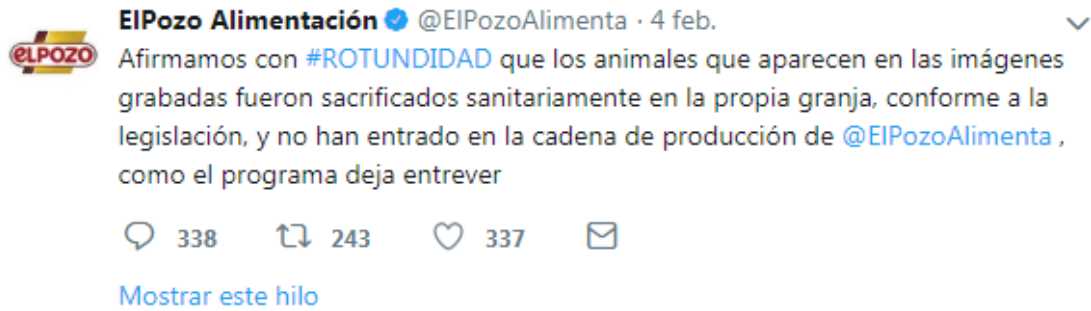 ELPOZO
ElPozo Alimentación @ElPozoAlimenta · 4 feb.
Afirmamos con #ROTUNDIDAD que los animales que aparecen en las imágenes
grabadas fueron sacrificados sanitariamente en la propia granja, conforme a la
legislación, y no han entrado en la cadena de producción de @ElPozoAlimenta ,
como el programa deja entrever
338 243 337
Mostrar este hilo